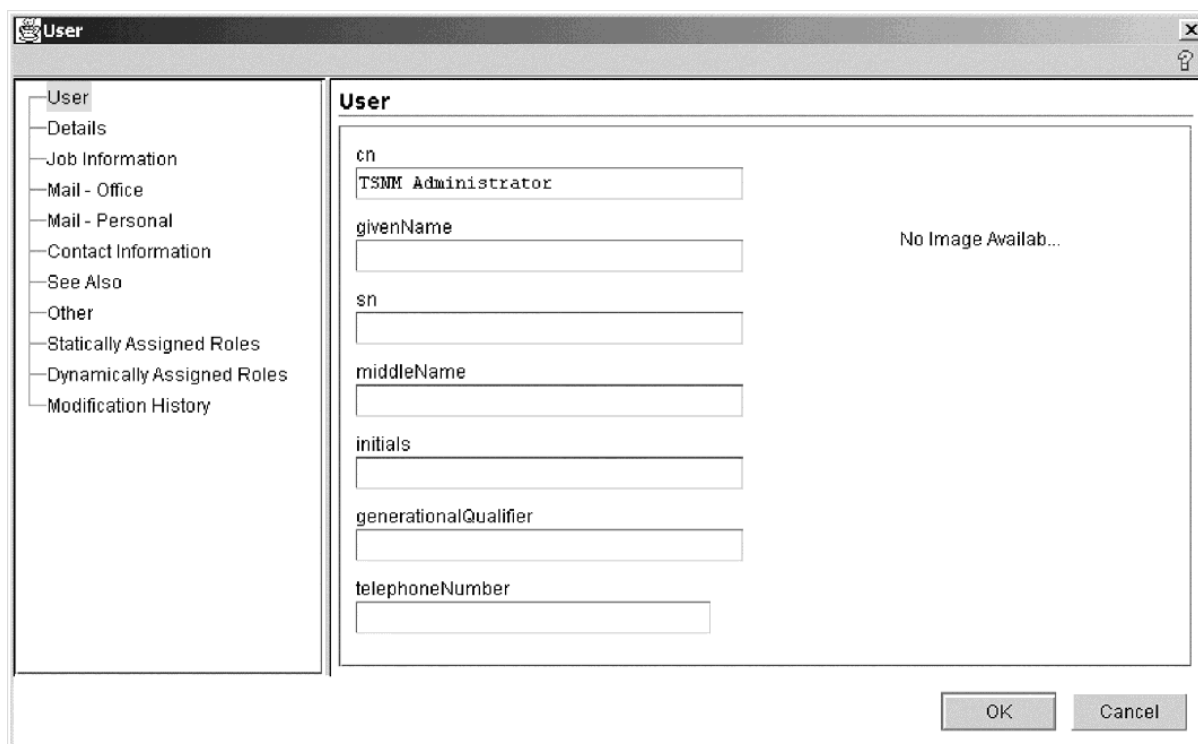 User
User
Details
Job Information
Mail - Office
Mail - Personal
Contact Information
See Also
Other
Statically Assigned Roles
Dynamically Assigned Roles
Modification History
User
cn
TSNM Administrator
givenName
No Image Availab...
sn
middleName
initials
generationalQualifier
telephoneNumber
OK
Cancel